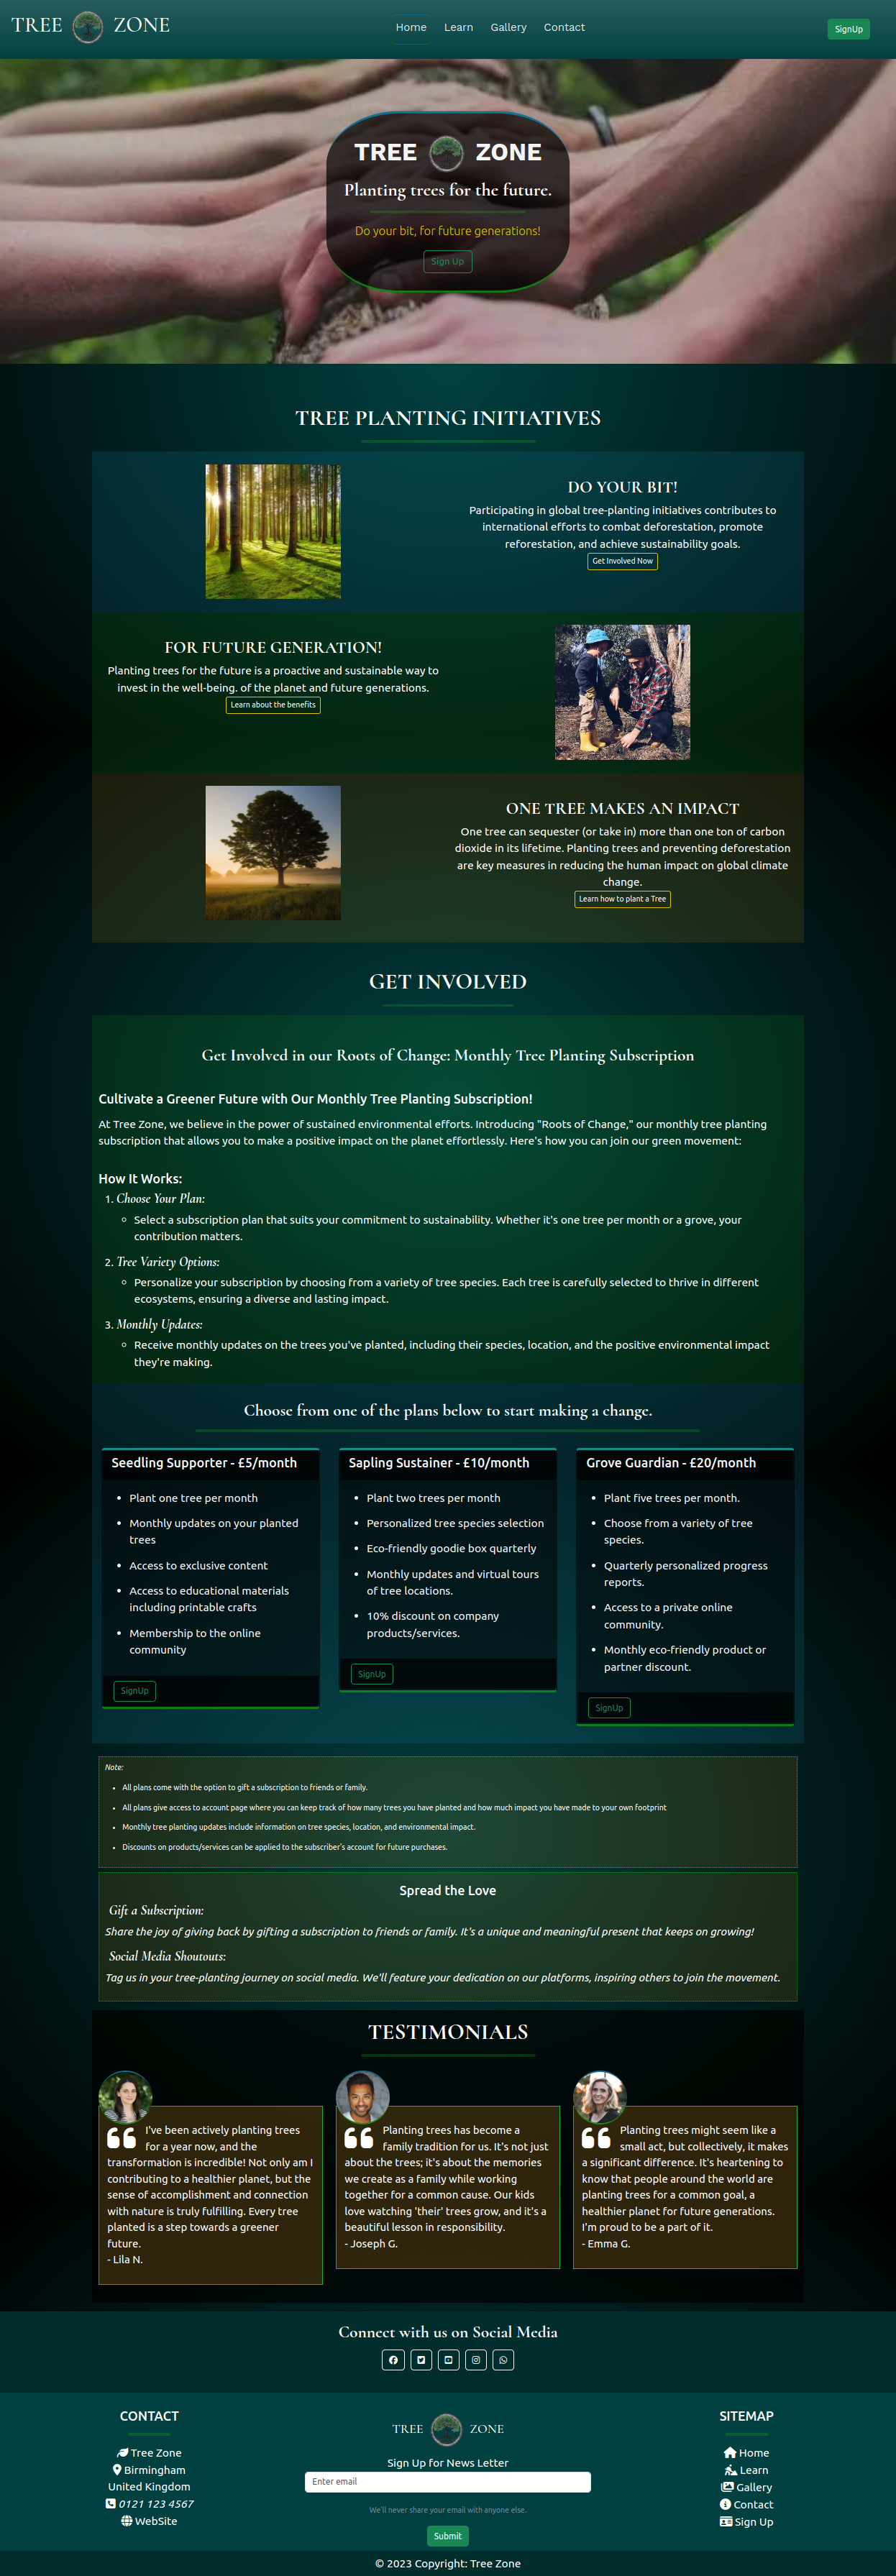 TREE ZONE
Home Learn Gallery Contact
SignUp
TREE ZONE
Planting trees for the future.
Do your bit, for future generations!
Sign Up
TREE PLANTING INITIATIVES
DO YOUR BIT!
Participating in global tree-planting initiatives contributes to
international efforts to combat deforestation, promote
reforestation, and achieve sustainability goals.
Get Involved Now
FOR FUTURE GENERATION!
Planting trees for the future is a proactive and sustainable way to
invest in the well-being. of the planet and future generations.
Learn about the benefits
ONE TREE MAKES AN IMPACT
One tree can sequester (or take in) more than one ton of carbon
dioxide in its lifetime. Planting trees and preventing deforestation
are key measures in reducing the human impact on global climate
change.
Learn how to plant a Tree
GET INVOLVED
Get Involved in our Roots of Change: Monthly Tree Planting Subscription
Cultivate a Greener Future with Our Monthly Tree Planting Subscription!
At Tree Zone, we believe in the power of sustained environmental efforts. Introducing "Roots of Change," our monthly tree planting
subscription that allows you to make a positive impact on the planet effortlessly. Here's how you can join our green movement:
How It Works:
1. Choose Your Plan:
Select a subscription plan that suits your commitment to sustainability. Whether it's one tree per month or a grove, your
contribution matters.
2. Tree Variety Options:
Personalize your subscription by choosing from a variety of tree species. Each tree is carefully selected to thrive in different
ecosystems, ensuring a diverse and lasting impact.
3. Monthly Updates:
Receive monthly updates on the trees you've planted, including their species, location, and the positive environmental impact
they're making.
Choose from one of the plans below to start making a change.
Seedling Supporter - £5/month
Plant one tree per month
Monthly updates on your planted
trees
Access to exclusive content
Access to educational materials
including printable crafts
Membership to the online
community
SignUp
Sapling Sustainer - £10/month
Plant two trees per month
Personalized tree species selection
Eco-friendly goodie box quarterly
Monthly updates and virtual tours
of tree locations.
10% discount on company
products/services.
SignUp
Grove Guardian - £20/month
Plant five trees per month.
Choose from a variety of tree
species.
Quarterly personalized progress
reports.
Access to a private online
community.
Monthly eco-friendly product or
partner discount.
SignUp
Note:
All plans come with the option to gift a subscription to friends or family.
All plans give access to account page where you can keep track of how many trees you have planted and how much impact you have made to your own footprint
Monthly tree planting updates include information on tree species, location, and environmental impact.
Discounts on products/services can be applied to the subscriber's account for future purchases.
Spread the Love
Gift a Subscription:
Share the joy of giving back by gifting a subscription to friends or family. It's a unique and meaningful present that keeps on growing!
Social Media Shoutouts:
Tag us in your tree-planting journey on social media. We'll feature your dedication on our platforms, inspiring others to join the movement.
TESTIMONIALS
I've been actively planting trees
for a year now, and the
transformation is incredible! Not only am I
contributing to a healthier planet, but the
sense of accomplishment and connection
with nature is truly fulfilling. Every tree
planted is a step towards a greener
future.
- Lila N.
Planting trees has become a
family tradition for us. It's not just
about the trees; it's about the memories
we create as a family while working
together for a common cause. Our kids
love watching 'their' trees grow, and it's a
beautiful lesson in responsibility.
- Joseph G.
Planting trees might seem like a
small act, but collectively, it makes
a significant difference. It's heartening to
know that people around the world are
planting trees for a common goal, a
healthier planet for future generations.
I'm proud to be a part of it.
- Emma G.
Connect with us on Social Media
CONTACT
Tree Zone
Birmingham
United Kingdom
0121 123 4567
WebSite
TREE ZONE
Sign Up for News Letter
Enter email
We'll never share your email with anyone else.
Submit
SITEMAP
Home
Learn
Gallery
Contact
Sign Up
© 2023 Copyright: Tree Zone